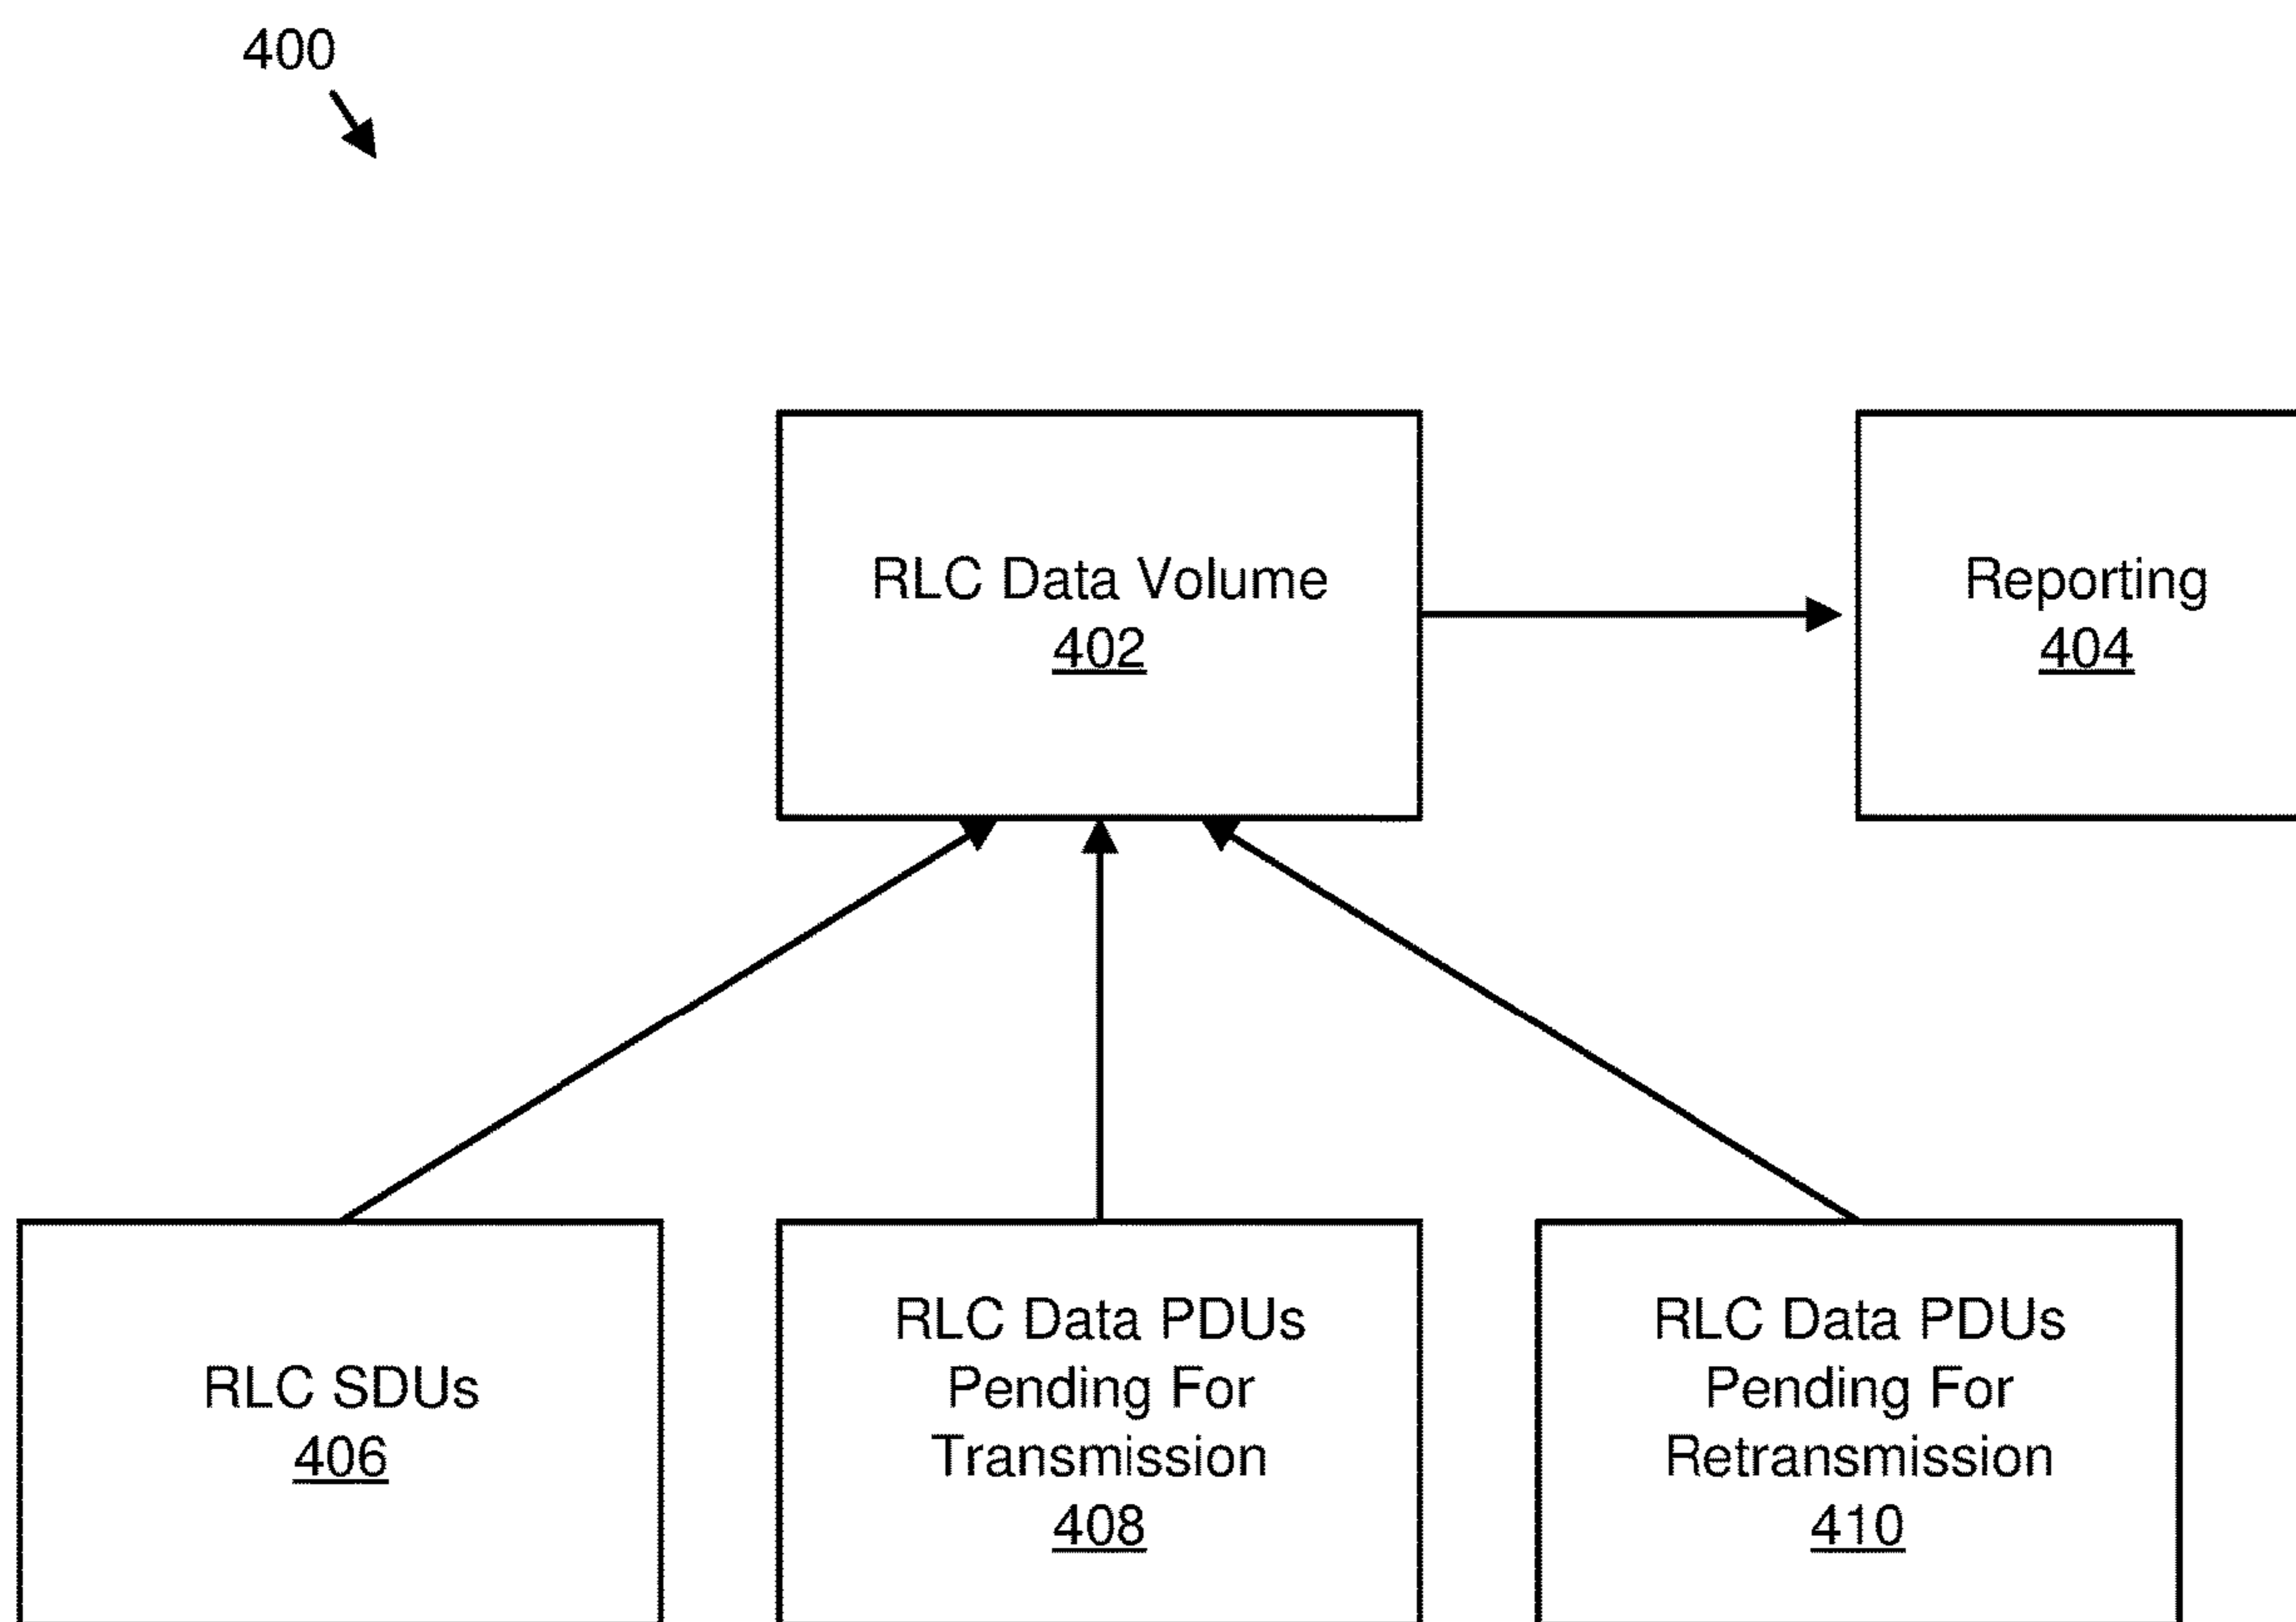 400
RLC Data Volume
402
Reporting
404
RLC SDUs
406
RLC Data PDUs
Pending For
Transmission
408
RLC Data PDUs
Pending For
Retransmission
410